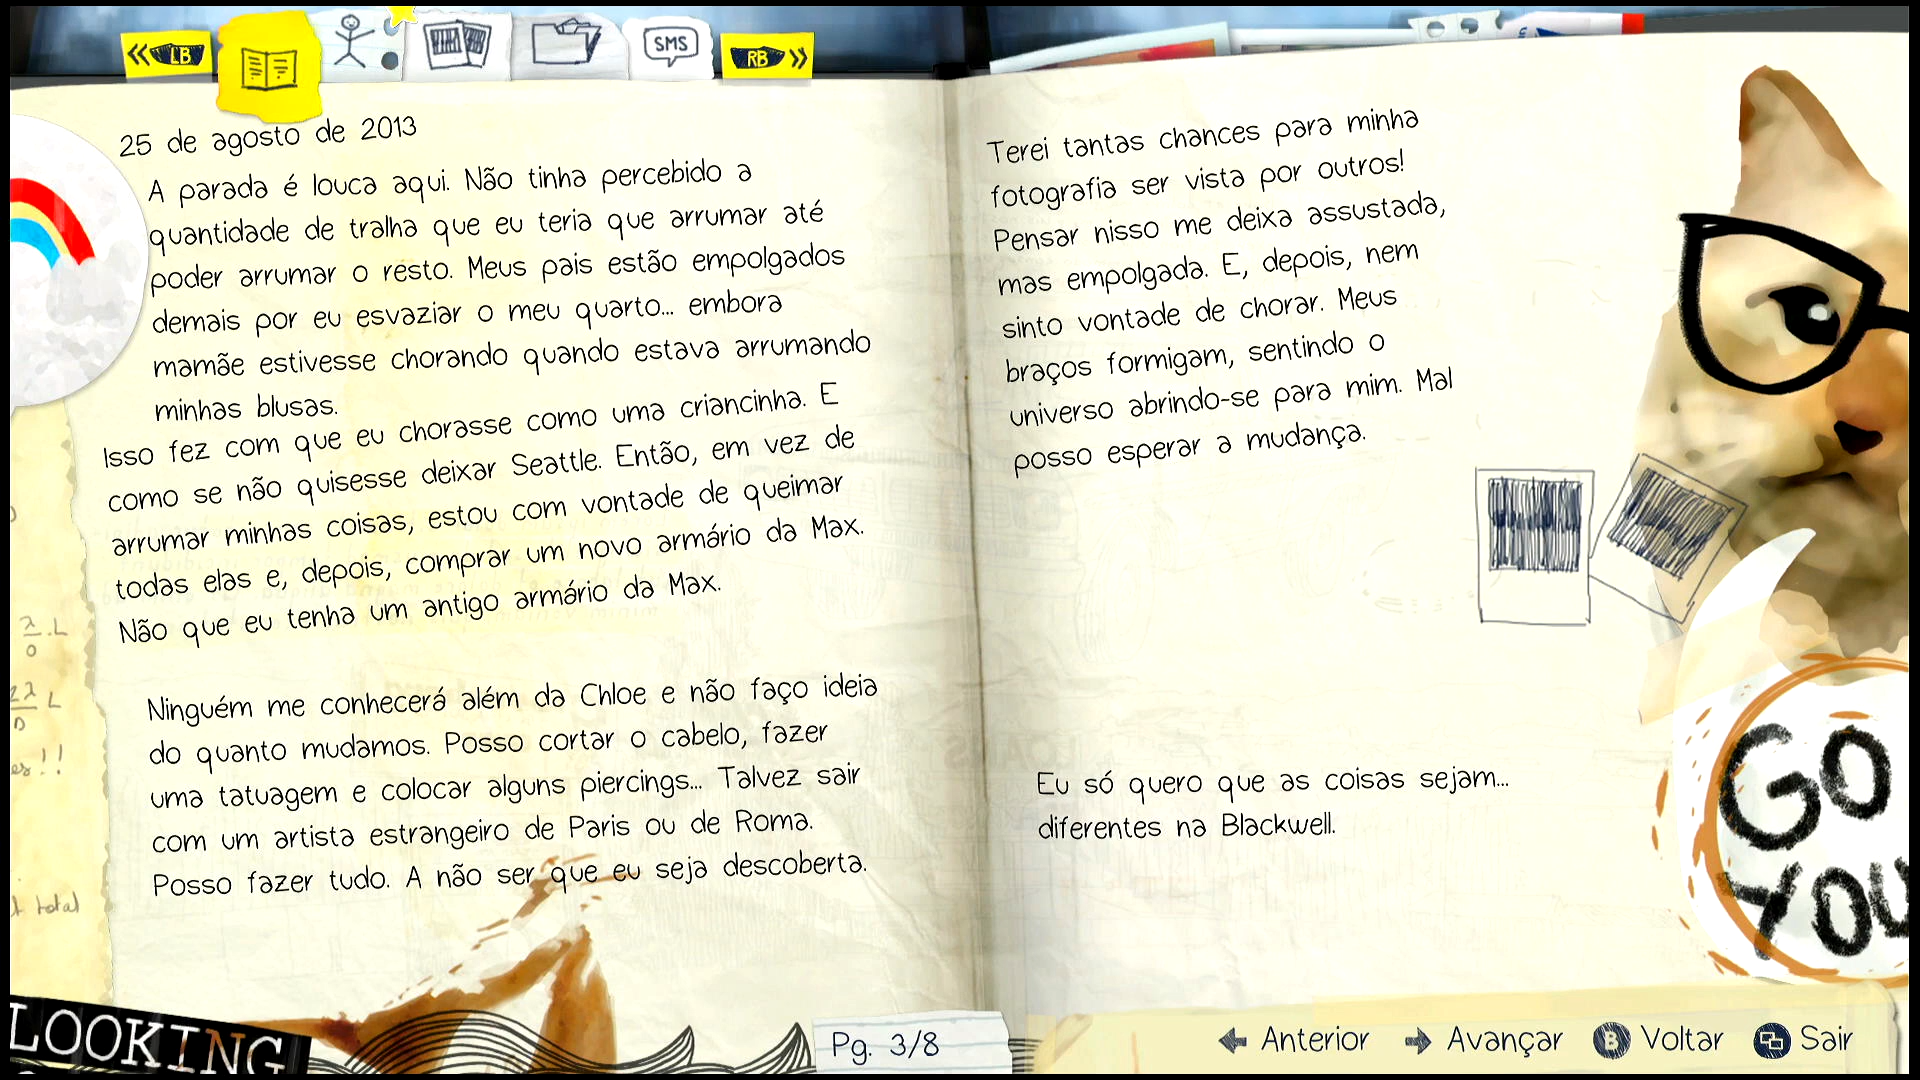 LB
SMS
RB
25 de agosto de 2013
A parada é louca aqui. Não tinha percebido a
quantidade de tralha que eu teria que arrumar até
poder arrumar o resto. Meus pais estão empolgados
demais por eu esvaziar o meu quarto... embora
mamãe estivesse chorando quando estava arrumando
minhas blusas.
Isso fez com que eu chorasse como uma criancinha. E
como se não quisesse deixar Seattle. Então, em vez de
arrumar minhas coisas, estou com vontade de queimar
todas elas e, depois, comprar um novo armário da Max.
Não que eu tenha um antigo armário da Max.
Ninguém me conhecerá além da Chloe e não faço ideia
do quanto mudamos. Posso cortar o cabelo, fazer
uma tatuagem e colocar alguns piercings... Talvez sair
com um artista estrangeiro de Paris ou de Roma.
Posso fazer tudo. A não ser que eu seja descoberta.
Terei tantas chances para minha
fotografia ser vista por outros!
Pensar nisso me deixa assustada,
mas empolgada. E, depois, nem
sinto vontade de chorar. Meus
braços formigam, sentindo o
universo abrindo-se para mim. Mal
posso esperar a mudança.
Eu só quero que as coisas sejam...
diferentes na Blackwell.
GO
YOU
total
LOOKING
Pg. 3/8
Anterior
Avançar
B Voltar
Sair